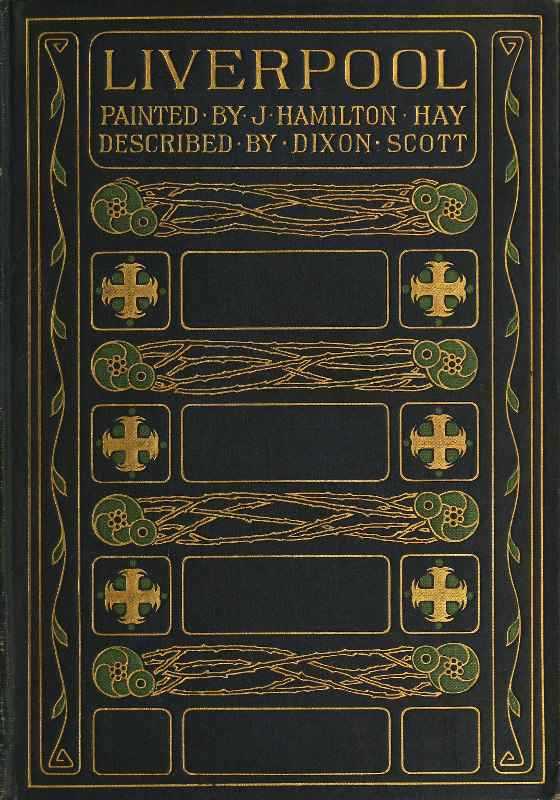 LIVERPOOL
PAINTED · BY · J · HAMILTON · HAY
DESCRIBED · BY · DIXON · SCOTT